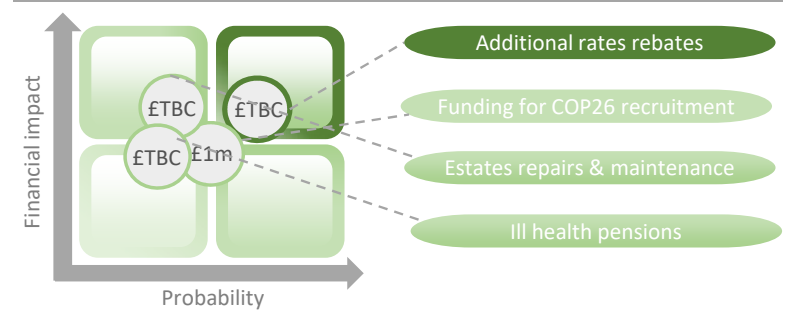 Financial impact
£TBC
£TBC
£TBC
£1m
Probability
Additional rates rebates
Funding for COP26 recruitment
Estates repairs & maintenance
Ill health pensions